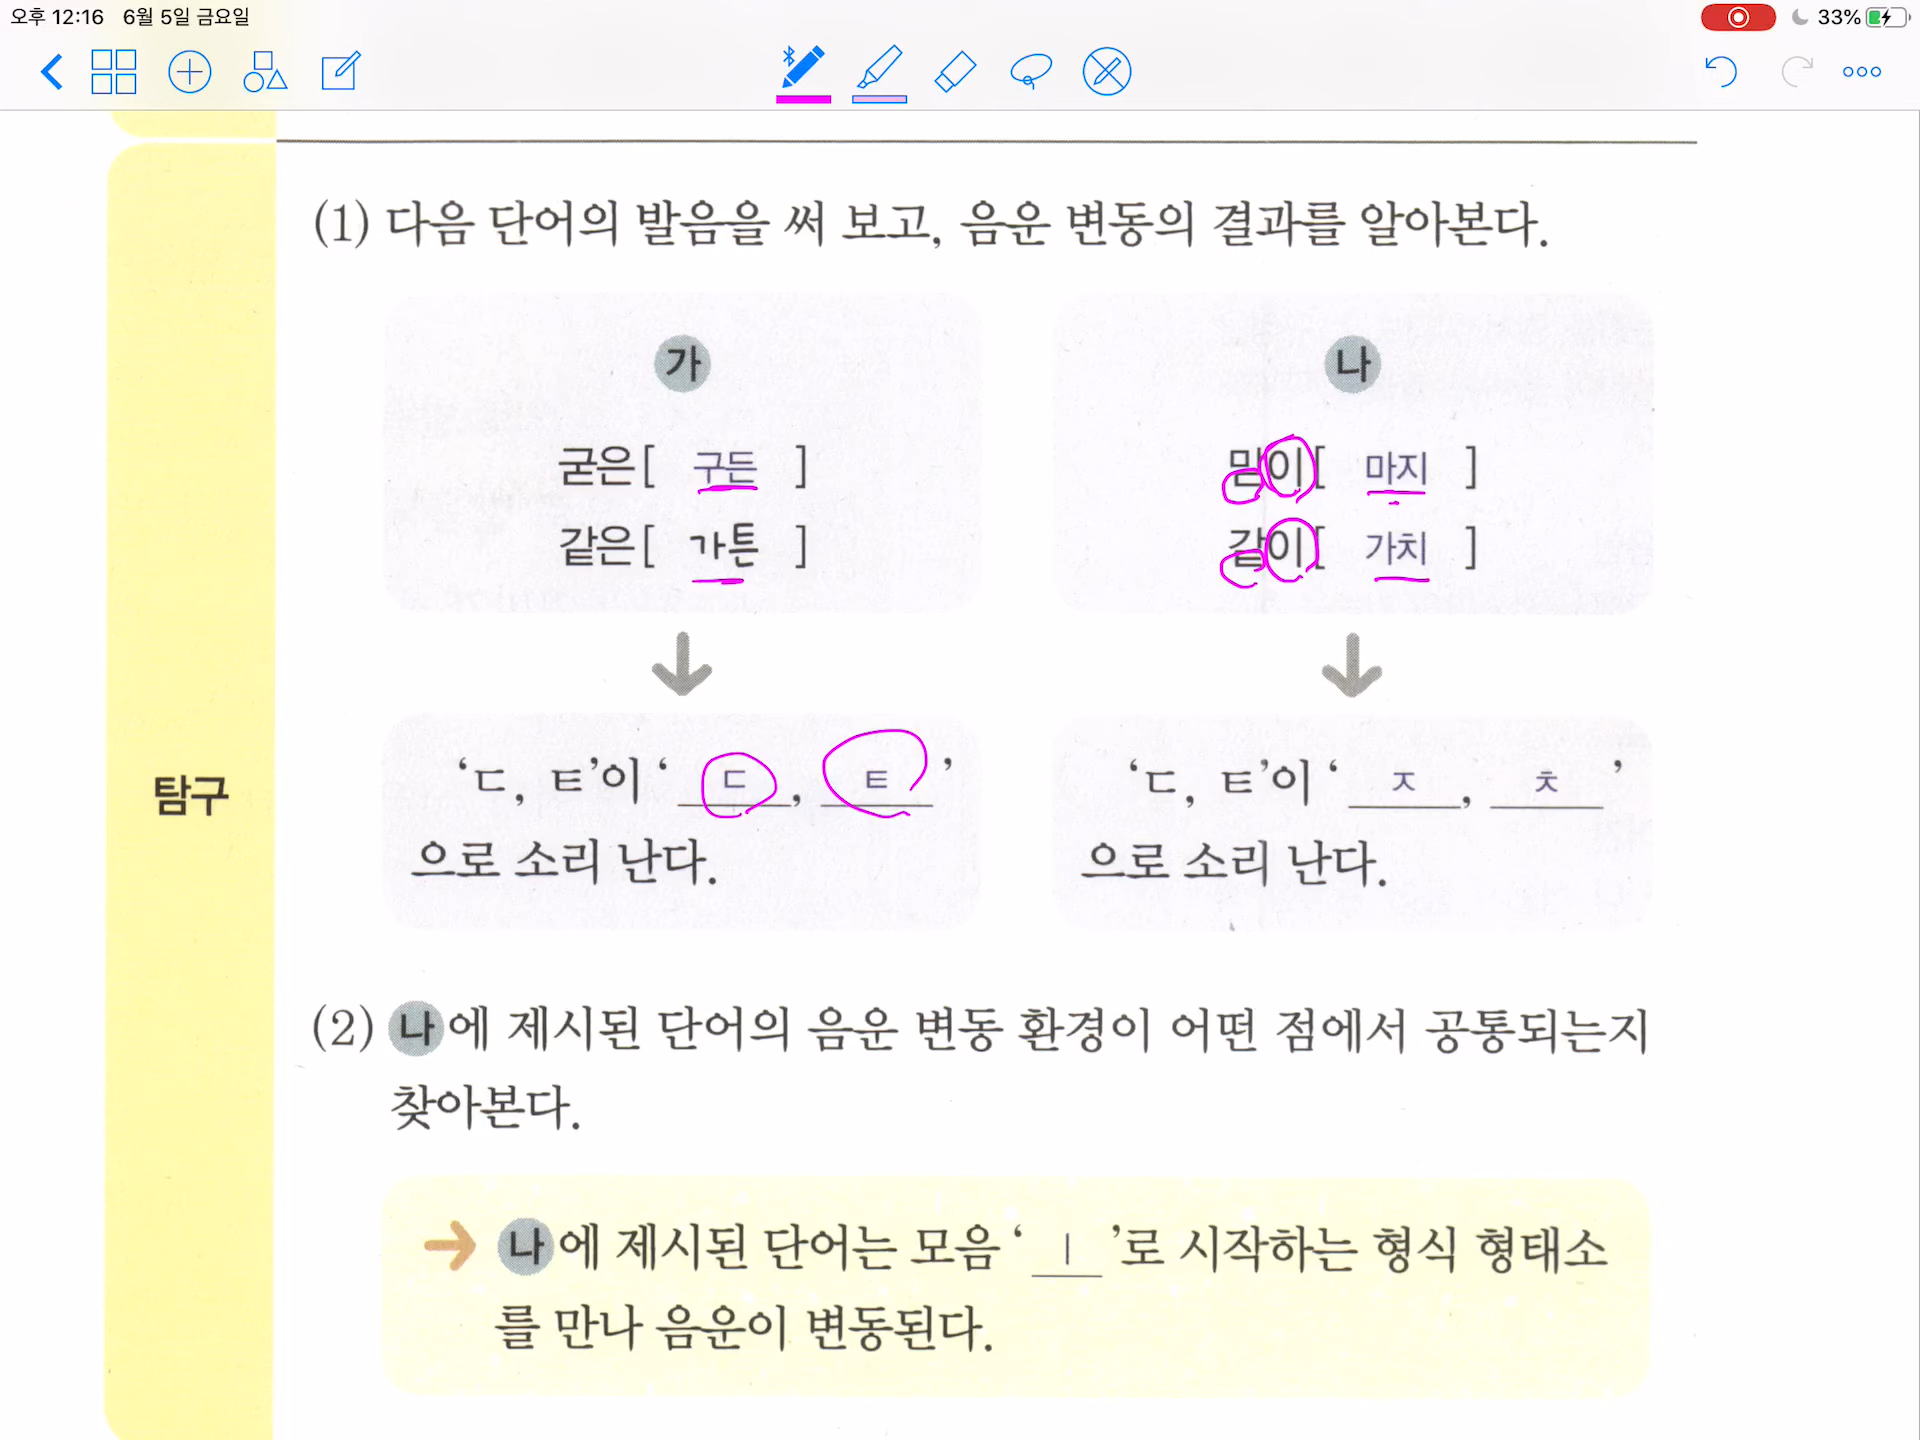 오후 12:16 6월 5일 금요일
33%
(1) 다음 단어의 발음을 써 보고, 음운 변동의 결과를 알아본다.
가
굳은[ 구든 ]
같은[ 가튼 ]
‘ㄷ, ㅌ’이 ‘ ㄷ , ㅌ ’
으로 소리 난다.
나
맏이[ 마지 ]
같이[ 가치 ]
‘ㄷ, ㅌ’이 ‘ ㅈ , ㅊ ’
으로 소리 난다.
탐구
(2) 나에 제시된 단어의 음운 변동 환경이 어떤 점에서 공통되는지
찾아본다.
→ 나에 제시된 단어는 모음 ‘ ㅣ ’로 시작하는 형식 형태소
를 만나 음운이 변동된다.